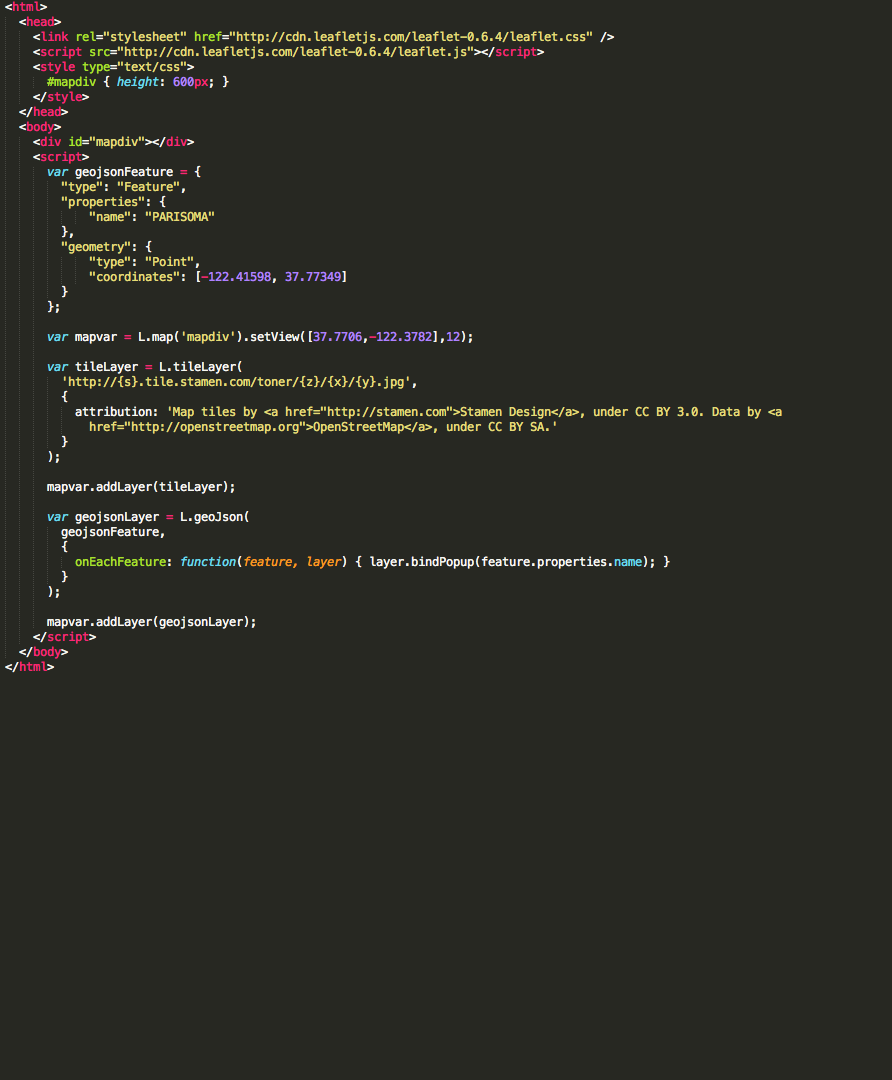 <html>
<head>
<link rel="stylesheet" href="http://cdn.leafletjs.com/leaflet-0.6.4/leaflet.css" />
<script src="http://cdn.leafletjs.com/leaflet-0.6.4/leaflet.js"></script>
<style type="text/css">
#mapdiv { height: 600px; }
</style>
</head>
<body>
<div id="mapdiv"></div>
<script>
var geojsonFeature = {
"type": "Feature",
"properties": {
"name": "PARISOMA"
},
"geometry": {
"type": "Point",
"coordinates": [-122.41598, 37.77349]
}
};
var mapvar = L.map('mapdiv').setView([37.7706,-122.3782],12);
var tileLayer = L.tileLayer(
'http://{s}.tile.stamen.com/toner/{z}/{x}/{y}.jpg',
{
attribution: 'Map tiles by <a href="http://stamen.com">Stamen Design</a>, under CC BY 3.0. Data by <a
href="http://openstreetmap.org">OpenStreetMap</a>, under CC BY SA.'
}
);
mapvar.addLayer(tileLayer);
var geojsonLayer = L.geoJson(
geojsonFeature,
{
onEachFeature: function(feature, layer) { layer.bindPopup(feature.properties.name); }
}
);
mapvar.addLayer(geojsonLayer);
</script>
</body>
</html>